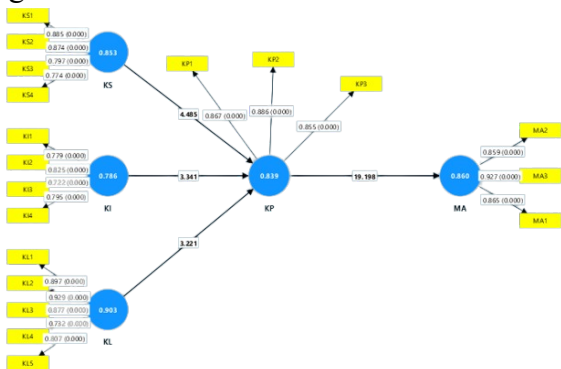 KS1
KS2
KS3
KS4
0.885 (0.000)
0.874 (0.000)
0.797 (0.000)
0.774 (0.000)
0.853
KS
KP1
KP2
KP3
0.867 (0.000)
0.886 (0.000)
0.855 (0.000)
4.485
KI1
KI2
KI3
KI4
0.779 (0.000)
0.825 (0.000)
0.722 (0.000)
0.795 (0.000)
0.786
KI
3.341
0.839
KP
19.198
0.860
MA
MA2
MA3
MA1
0.859 (0.000)
0.927 (0.000)
0.865 (0.000)
3.221
KL1
KL2
KL3
KL4
KL5
0.897 (0.000)
0.929 (0.000)
0.877 (0.000)
0.732 (0.000)
0.807 (0.000)
0.903
KL